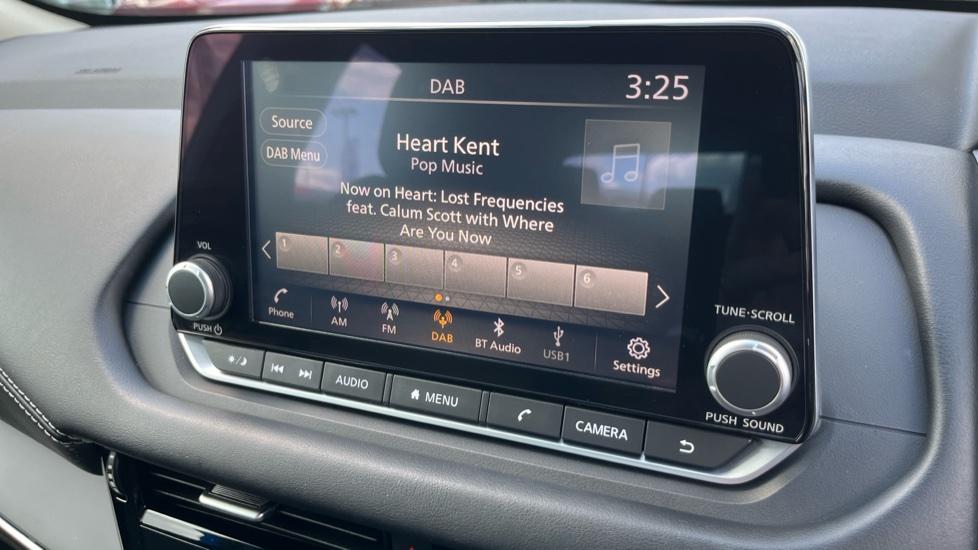 DAB
3:25
Source
Heart Kent
DAB Menu
Pop Music
Now on Heart: Lost Frequencies
feat. Calum Scott with Where
Are You Now
VOL
1 2 3 4 5 6
PUSH
Phone
AM
FM
DAB
BT Audio
USB1
Settings
TUNE·SCROLL
PUSH SOUND
AUDIO
MENU
CAMERA